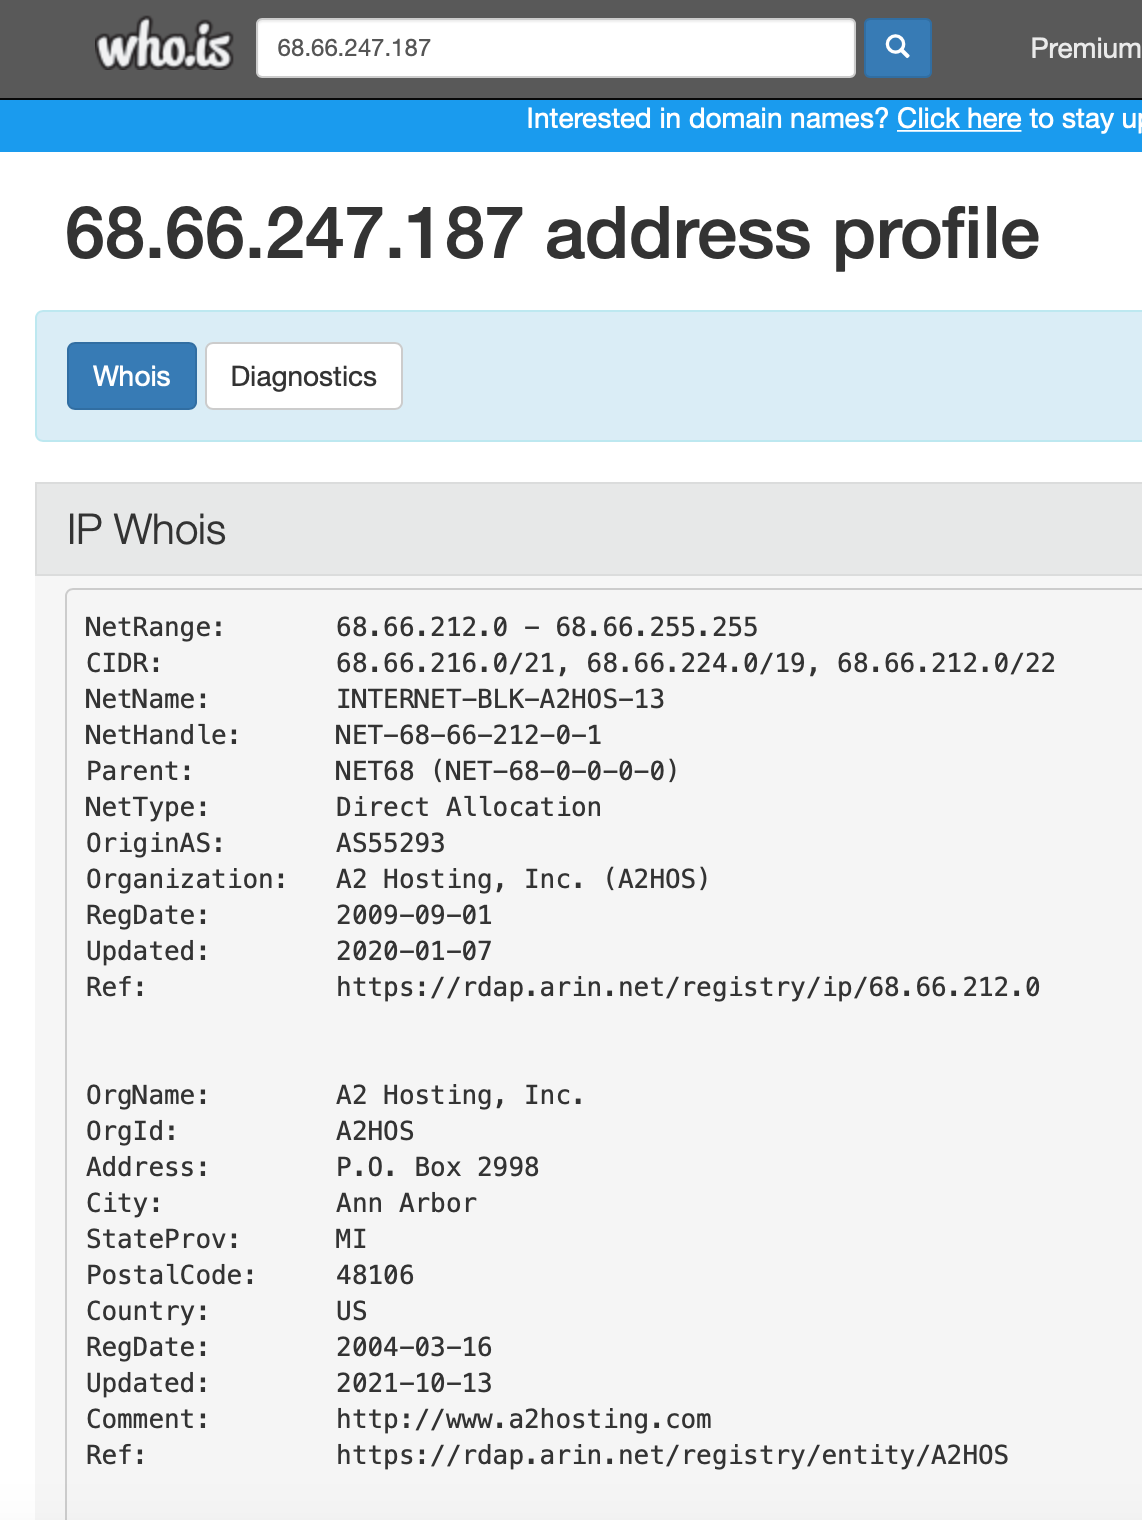 who.is
68.66.247.187
Premium
Interested in domain names? Click here to stay up
68.66.247.187 address profile
Whois
Diagnostics
IP Whois
NetRange: 68.66.212.0 - 68.66.255.255
CIDR: 68.66.216.0/21, 68.66.224.0/19, 68.66.212.0/22
NetName: INTERNET-BLK-A2HOS-13
NetHandle: NET-68-66-212-0-1
Parent: NET68 (NET-68-0-0-0-0)
NetType: Direct Allocation
OriginAS: AS55293
Organization: A2 Hosting, Inc. (A2HOS)
RegDate: 2009-09-01
Updated: 2020-01-07
Ref: https://rdap.arin.net/registry/ip/68.66.212.0
OrgName: A2 Hosting, Inc.
OrgId: A2HOS
Address: P.O. Box 2998
City: Ann Arbor
StateProv: MI
PostalCode: 48106
Country: US
RegDate: 2004-03-16
Updated: 2021-10-13
Comment: http://www.a2hosting.com
Ref: https://rdap.arin.net/registry/entity/A2HOS